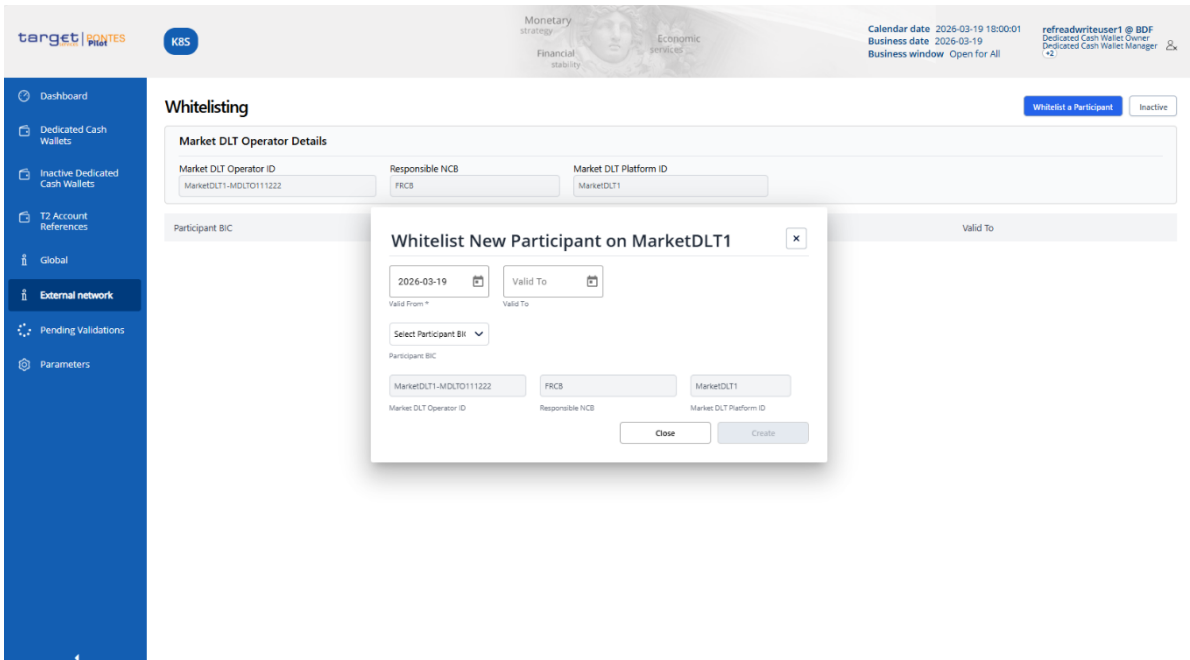 target | PONTES
SERVICES Pilot
K8S
Monetary
strategy
Economic
services
Financial
stability
Calendar date 2026-03-19 18:00:01
Business date 2026-03-19
Business window Open for All
refreadwriteuser1 @ BDF
Dedicated Cash Wallet Owner
Dedicated Cash Wallet Manager
+2
Dashboard
Dedicated Cash
Wallets
Inactive Dedicated
Cash Wallets
T2 Account
References
Global
External network
Pending Validations
Parameters
Whitelisting
Whitelist a Participant
Inactive
Market DLT Operator Details
Market DLT Operator ID
Responsible NCB
Market DLT Platform ID
MarketDLT1-MDLTO111222
FRCB
MarketDLT1
Participant BIC
Valid To
Whitelist New Participant on MarketDLT1
2026-03-19
Valid To
Valid From *
Valid To
Select Participant BI
Participant BIC
MarketDLT1-MDLTO111222
FRCB
MarketDLT1
Market DLT Operator ID
Responsible NCB
Market DLT Platform ID
Close
Create